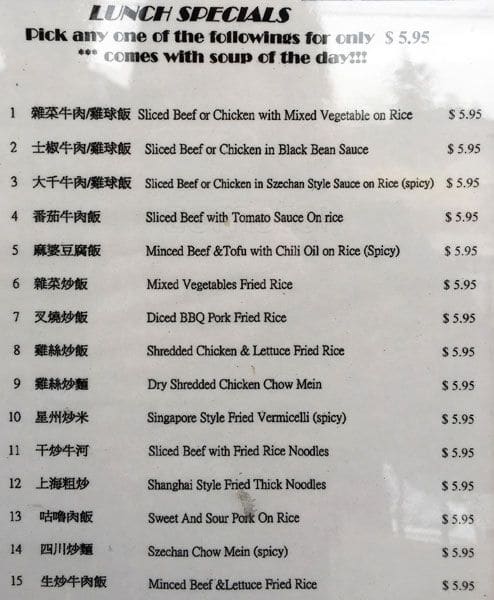 LUNCH SPECIALS
Pick any one of the followings for only $ 5.95
*** comes with soup of the day!!!
1 雜菜牛肉/雞球飯 Sliced Beef or Chicken with Mixed Vegetable on Rice $ 5.95
2 士椒牛肉/雞球飯 Sliced Beef or Chicken in Black Bean Sauce $ 5.95
3 大千牛肉/雞球飯 Sliced Beef or Chicken in Szechan Style Sauce on Rice (spicy) $ 5.95
4 番茄牛肉飯 Sliced Beef with Tomato Sauce On rice $ 5.95
5 麻婆豆腐飯 Minced Beef &Tofu with Chili Oil on Rice (Spicy) $ 5.95
6 雜菜炒飯 Mixed Vegetables Fried Rice $ 5.95
7 叉燒炒飯 Diced BBQ Pork Fried Rice $ 5.95
8 雞絲炒飯 Shredded Chicken & Lettuce Fried Rice $ 5.95
9 雞絲炒麵 Dry Shredded Chicken Chow Mein $ 5.95
10 星州炒米 Singapore Style Fried Vermicelli (spicy) $ 5.95
11 干炒牛河 Sliced Beef with Fried Rice Noodles $ 5.95
12 上海粗炒 Shanghai Style Fried Thick Noodles $ 5.95
13 咕嚕肉飯 Sweet And Sour Pork On Rice $ 5.95
14 四川炒麵 Szechan Chow Mein (spicy) $ 5.95
15 生炒牛肉飯 Minced Beef &Lettuce Fried Rice $ 5.95